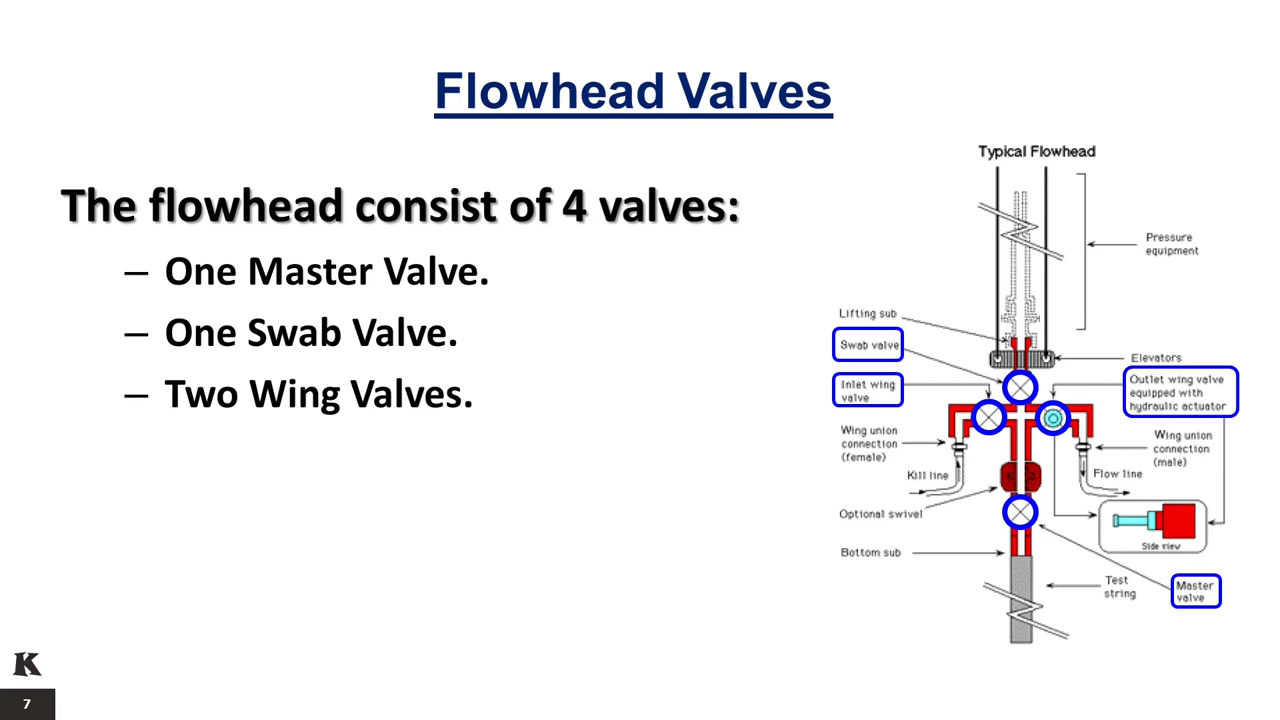 Flowhead Valves
The flowhead consist of 4 valves:
– One Master Valve.
– One Swab Valve.
– Two Wing Valves.
Typical Flowhead
Pressure
equipment
Lifting sub
Swab valve
Elevators
Inlet wing
valve
Outlet wing valve
equipped with
hydraulic actuator
Wing union
connection
(female)
Wing union
connection
(male)
Kill line
Flow line
Optional swivel
Side view
Bottom sub
Test
string
Master
valve
K
7